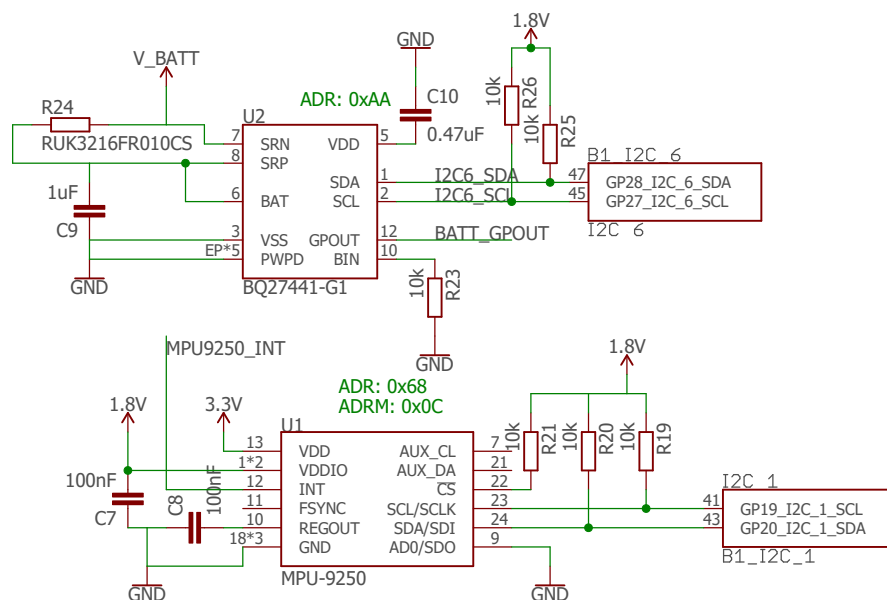 1.8V
GND
V_BATT
ADR: 0xAA
C10
0.47uF
10k
R26
10k
R25
R24
RUK3216FR010CS
U2
7
8
6
3
EP*5
SRN
SRP
BAT
VSS
PWPD
VDD
SDA
SCL
GPOUT
BIN
5
1
2
12
10
I2C6_SDA
I2C6_SCL
BATT_GPOUT
BQ27441-G1
1uF
C9
GND
10k
R23
GND
B1_I2C_6
47
45
GP28_I2C_6_SDA
GP27_I2C_6_SCL
I2C_6
MPU9250_INT
1.8V
3.3V
ADR: 0x68
ADRM: 0x0C
1.8V
U1
13
1*2
12
11
10
18*3
VDD
VDDIO
INT
FSYNC
REGOUT
GND
AUX_CL
AUX_DA
CS
SCL/SCLK
SDA/SDI
AD0/SDO
7
21
22
23
24
9
MPU-9250
100nF
C7
C8
100nF
GND
10k
R21
10k
R20
10k
R19
GND
I2C_1
41
43
GP19_I2C_1_SCL
GP20_I2C_1_SDA
B1_I2C_1